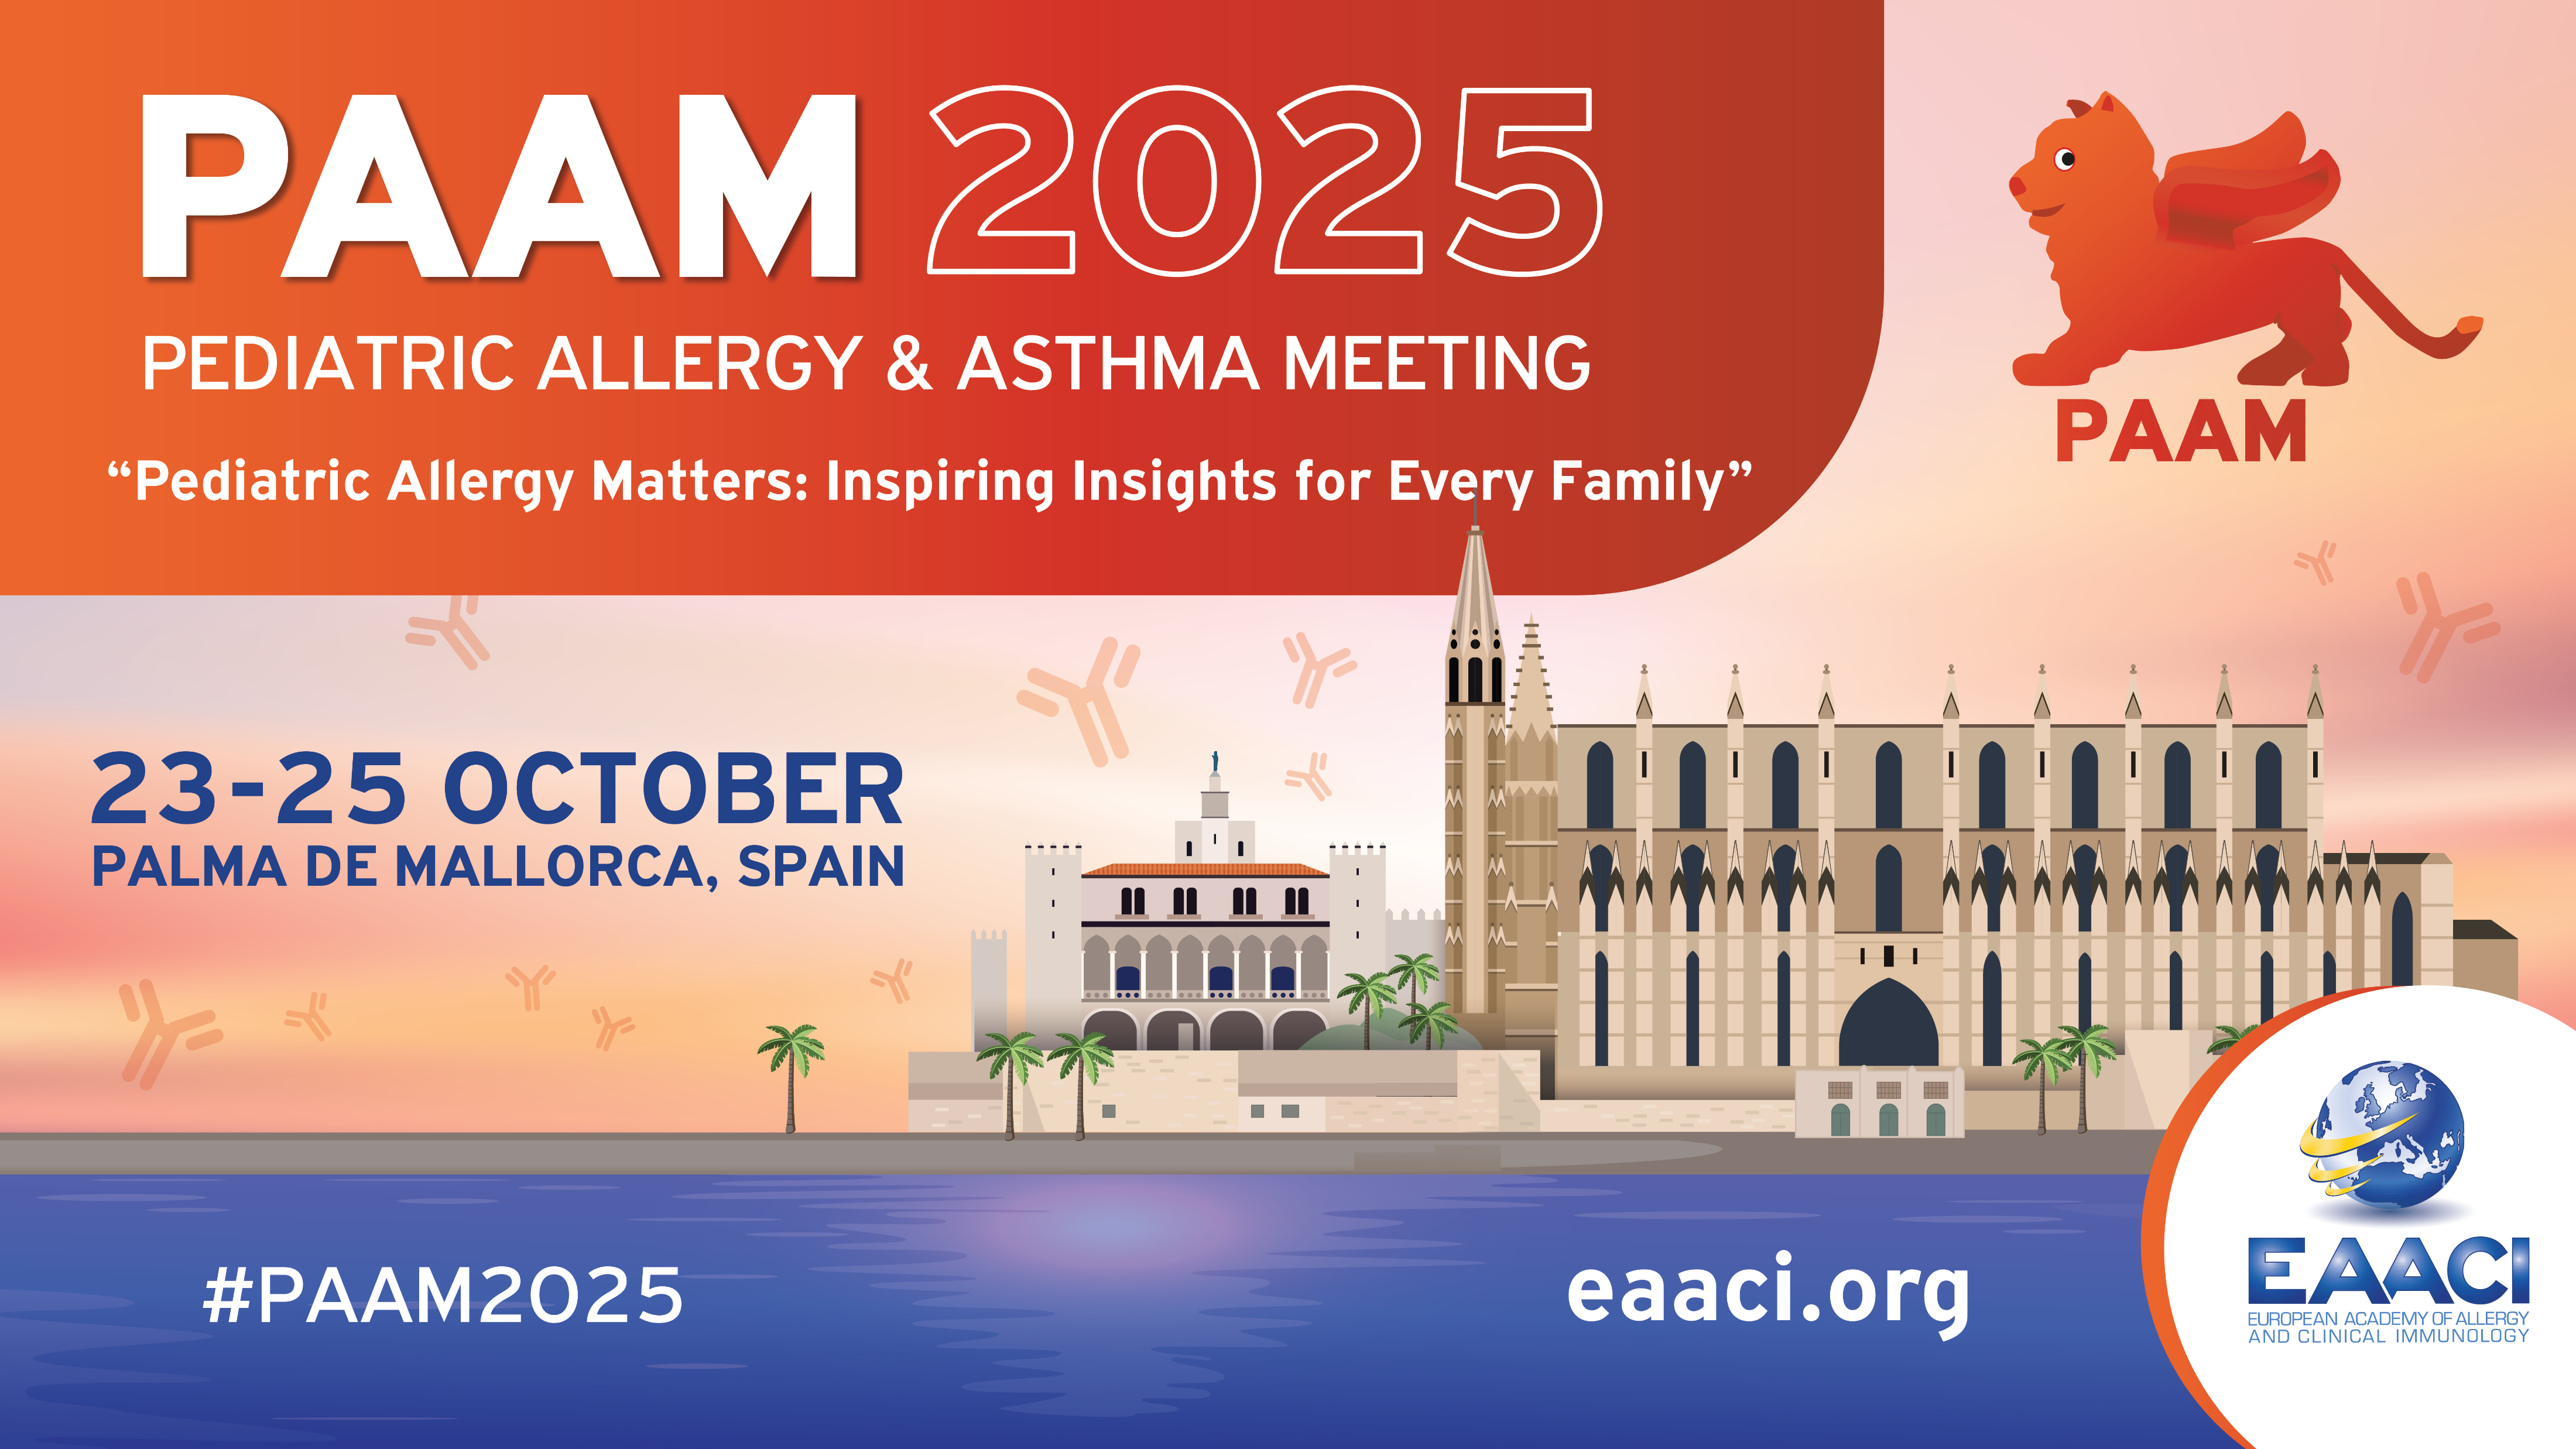 PAAM 2025
PEDIATRIC ALLERGY & ASTHMA MEETING
“Pediatric Allergy Matters: Inspiring Insights for Every Family”
PAAM
23-25 OCTOBER
PALMA DE MALLORCA, SPAIN
#PAAM2025
eaaci.org
EAACI
EUROPEAN ACADEMY OF ALLERGY
AND CLINICAL IMMUNOLOGY